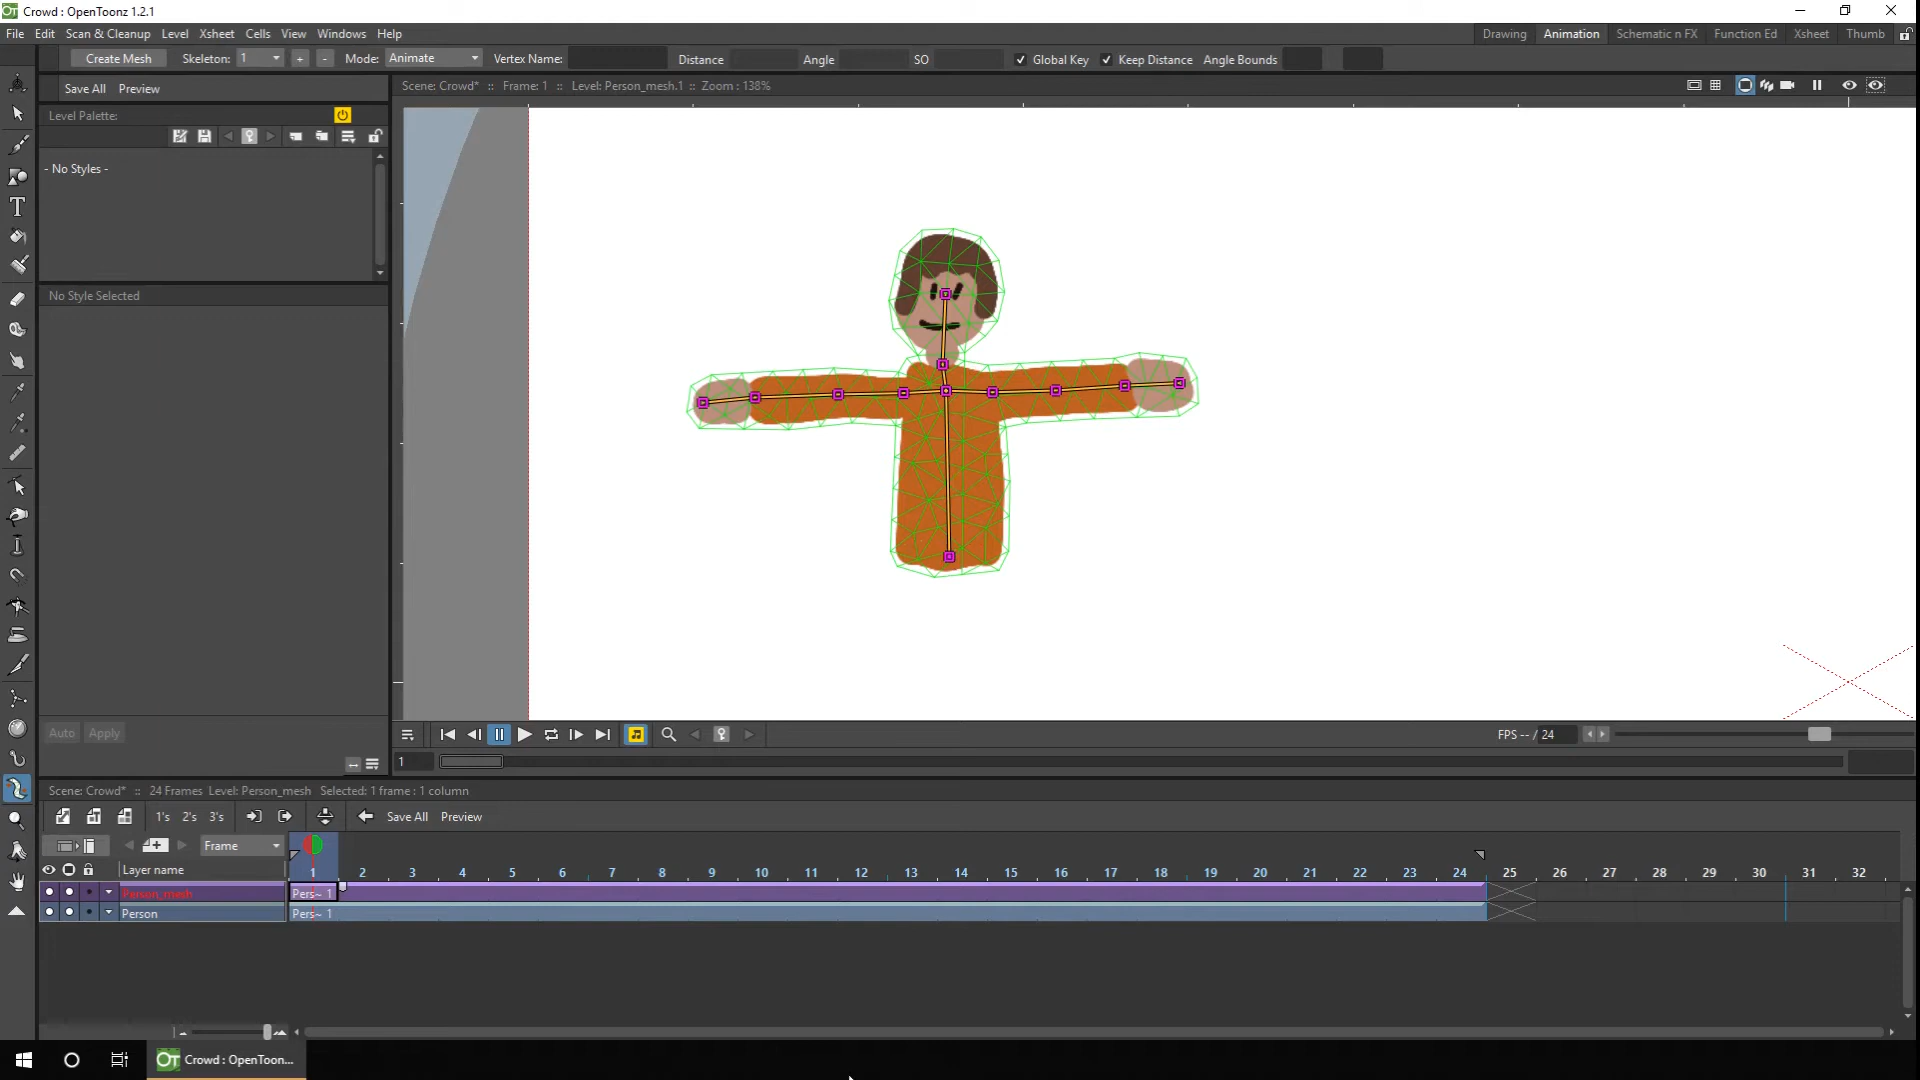 Crowd : OpenToonz 1.2.1
File Edit Scan & Cleanup Level Xsheet Cells View Windows Help
Drawing Animation Schematic n FX Function Ed Xsheet Thumb
Create Mesh Skeleton: 1 + - Mode: Animate Vertex Name: Distance Angle SO Global Key Keep Distance Angle Bounds
Save All Preview
Scene: Crowd* :: Frame: 1 :: Level: Person_mesh.1 :: Zoom : 138%
Level Palette:
- No Styles -
No Style Selected
Auto Apply
FPS -- / 24
1
Scene: Crowd* :: 24 Frames Level: Person_mesh Selected: 1 frame : 1 column
1's 2's 3's Save All Preview
Frame
Layer name 1 2 3 4 5 6 7 8 9 10 11 12 13 14 15 16 17 18 19 20 21 22 23 24 25 26 27 28 29 30 31 32
Person_mesh Pers~ 1
Person Pers~ 1
Crowd : OpenToon...